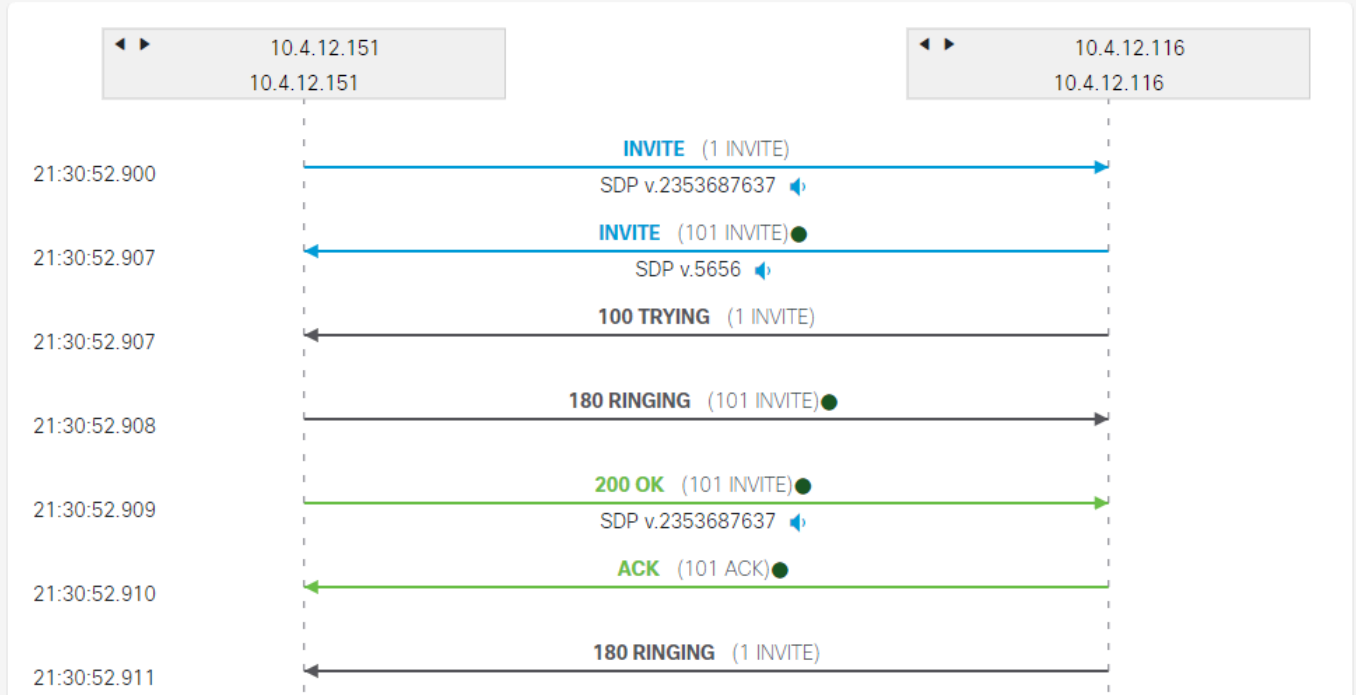 10.4.12.151 10.4.12.116
10.4.12.151 10.4.12.116
INVITE (1 INVITE)
21:30:52.900
SDP v.2353687637
INVITE (101 INVITE)
21:30:52.907
SDP v.5656
100 TRYING (1 INVITE)
21:30:52.907
180 RINGING (101 INVITE)
21:30:52.908
200 OK (101 INVITE)
21:30:52.909
SDP v.2353687637
ACK (101 ACK)
21:30:52.910
180 RINGING (1 INVITE)
21:30:52.911